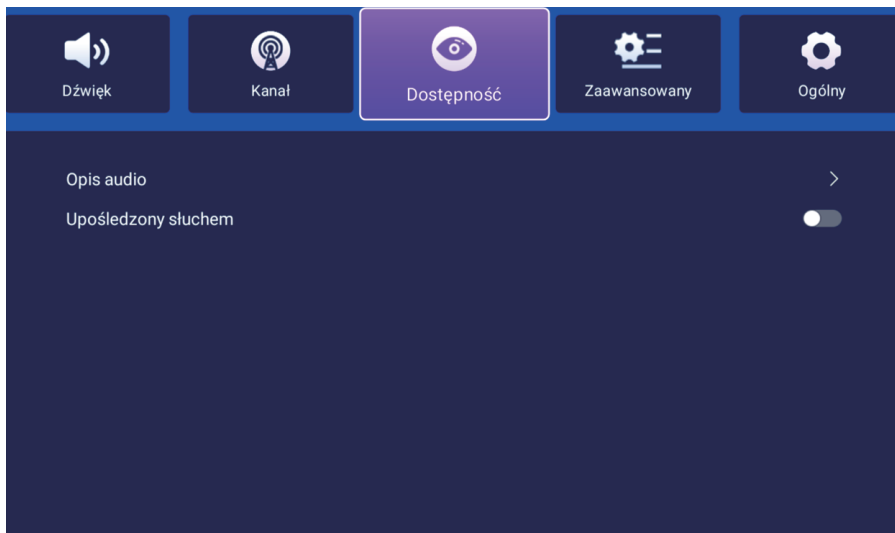 Dźwięk
Kanał
Dostępność
Zaawansowany
Ogólny
Opis audio
Upośledzony słuchem